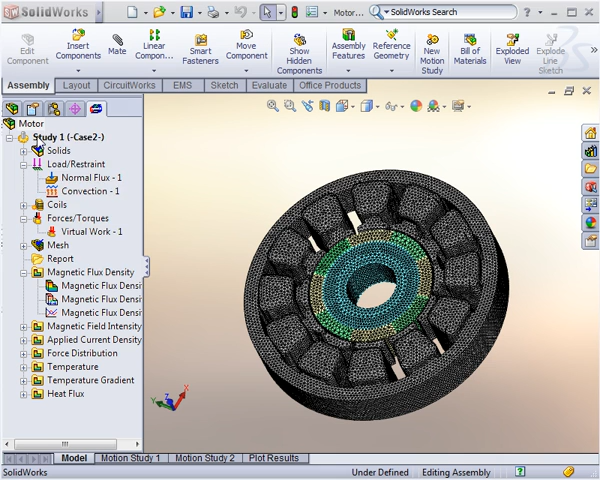 SolidWorks
Motor...
SolidWorks Search
Edit Component
Insert Components
Mate
Linear Compon...
Smart Fasteners
Move Component
Show Hidden Components
Assembly Features
Reference Geometry
New Motion Study
Bill of Materials
Exploded View
Explode Line Sketch
Assembly
Layout
CircuitWorks
EMS
Sketch
Evaluate
Office Products
Motor
Study 1 (-Case2-)
Solids
Load/Restraint
Normal Flux - 1
Convection - 1
Coils
Forces/Torques
Virtual Work - 1
Mesh
Report
Magnetic Flux Density
Magnetic Flux Densi
Magnetic Flux Densi
Magnetic Flux Densi
Magnetic Field Intensity
Applied Current Density
Force Distribution
Temperature
Temperature Gradient
Heat Flux
Model
Motion Study 1
Motion Study 2
Plot Results
SolidWorks
Under Defined
Editing Assembly